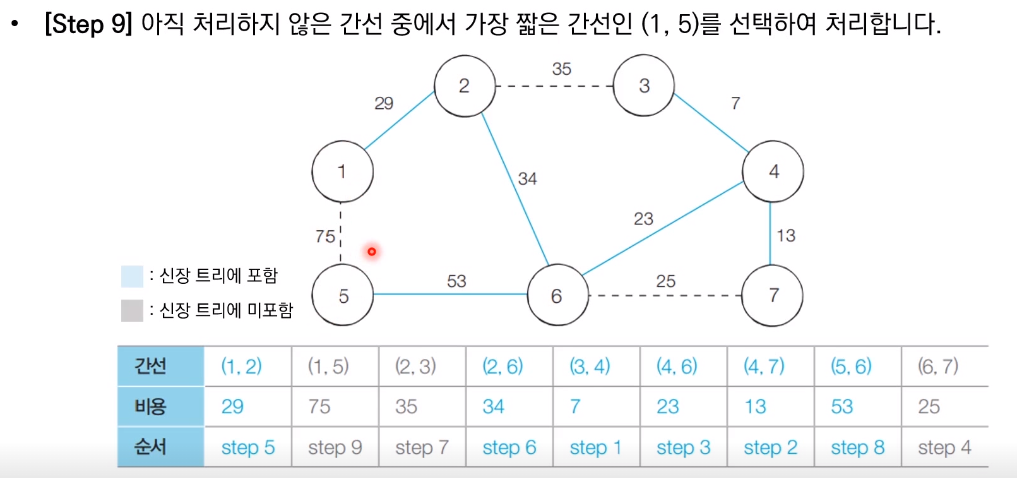 • [Step 9] 아직 처리하지 않은 간선 중에서 가장 짧은 간선인 (1, 5)를 선택하여 처리합니다.
35
2
3
29
7
1
4
34
23
75
13
: 신장 트리에 포함
53
25
5
6
7
: 신장 트리에 미포함
간선 (1, 2) (1, 5) (2, 3) (2, 6) (3, 4) (4, 6) (4, 7) (5, 6) (6, 7)
비용 29 75 35 34 7 23 13 53 25
순서 step 5 step 9 step 7 step 6 step 1 step 3 step 2 step 8 step 4